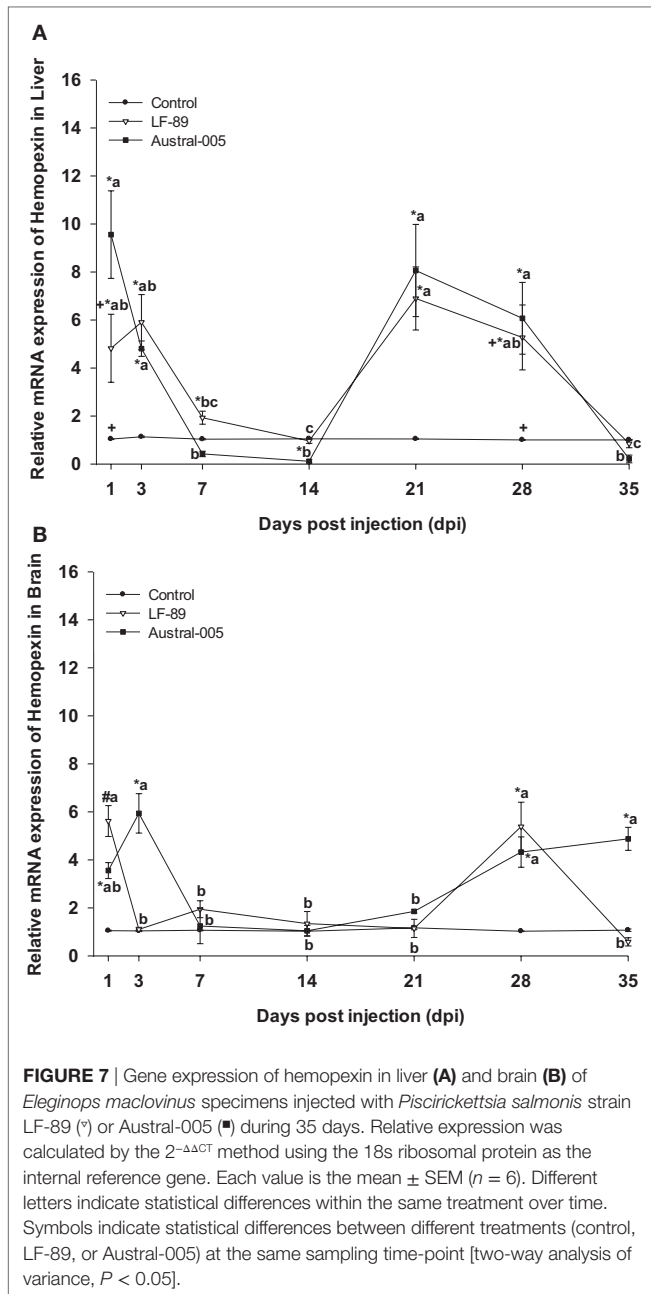 A
Relative mRNA expression of Hemopexin in Liver
16
14
12
10
8
6
4
2
0
Control
LF-89
Austral-005
*a
+*ab
*ab
*a
*bc
b
c
*b
*a
*a
*a
+*ab
c
b
+
+
1 3 7 14 21 28 35
Days post injection (dpi)
B
Relative mRNA expression of Hemopexin in Brain
16
14
12
10
8
6
4
2
0
Control
LF-89
Austral-005
#a
*a
*ab
b
b
b
b
b
b
b
*a
*a
*a
b
1 3 7 14 21 28 35
Days post injection (dpi)
FIGURE 7 | Gene expression of hemopexin in liver (A) and brain (B) of
Eleginops maclovinus specimens injected with Piscirickettsia salmonis strain
LF-89 (▿) or Austral-005 (■) during 35 days. Relative expression was
calculated by the 2−ΔΔCT method using the 18s ribosomal protein as the
internal reference gene. Each value is the mean ± SEM (n = 6). Different
letters indicate statistical differences within the same treatment over time.
Symbols indicate statistical differences between different treatments (control,
LF-89, or Austral-005) at the same sampling time-point [two-way analysis of
variance, P < 0.05].